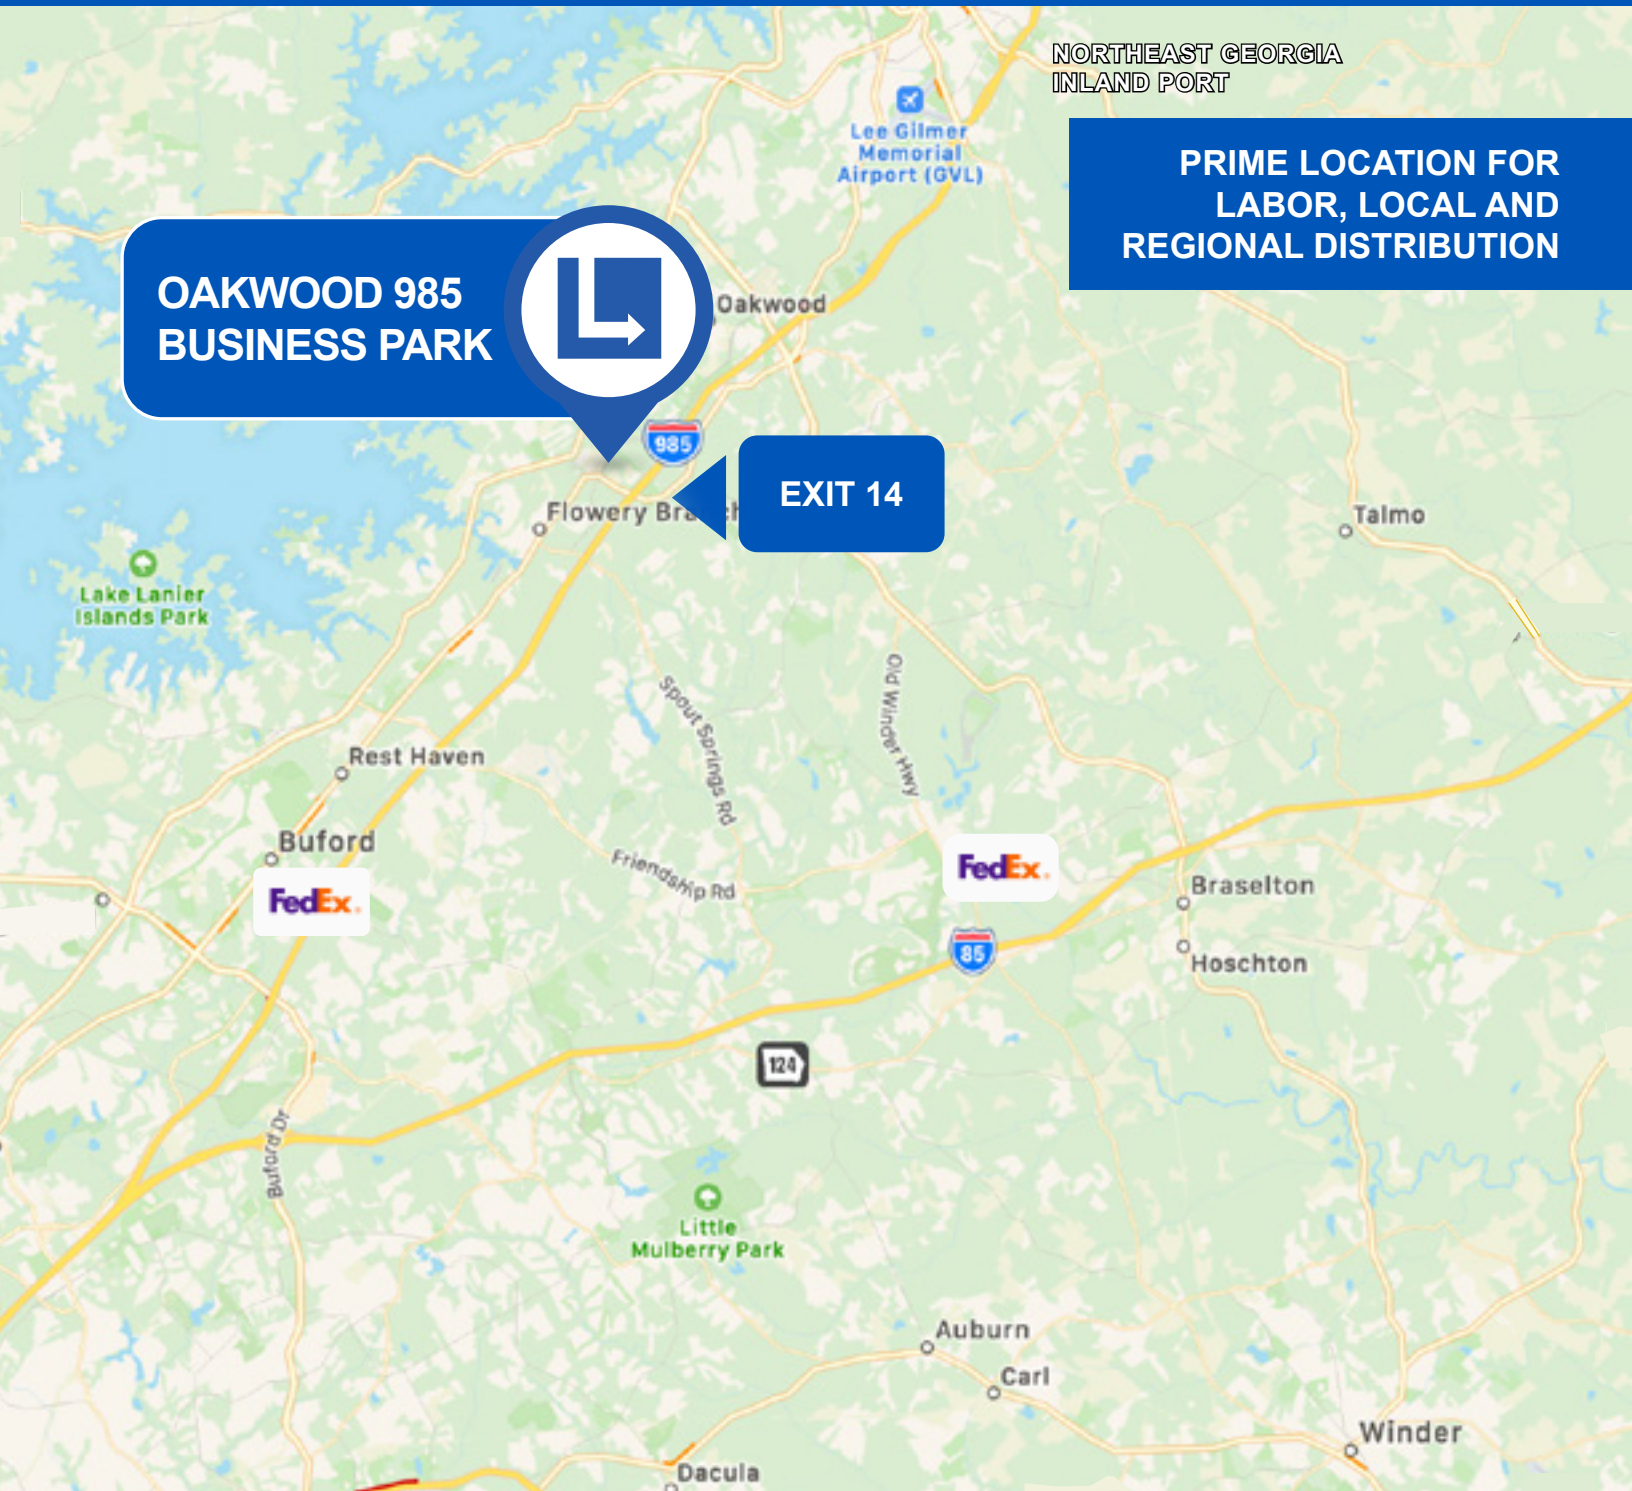 NORTHEAST GEORGIA
INLAND PORT
Lee Gilmer
Memorial
Airport (GVL)
PRIME LOCATION FOR
LABOR, LOCAL AND
REGIONAL DISTRIBUTION
OAKWOOD 985
BUSINESS PARK
Oakwood
985
EXIT 14
Flowery Bra h
Talmo
Lake Lanier
Islands Park
Spout Springs Rd
Old Winder Hwy
Rest Haven
Buford
Friendship Rd
FedEx.
FedEx.
Braselton
85
Hoschton
124
Buford Dr
Little
Mulberry Park
Auburn
Carl
Winder
Dacula